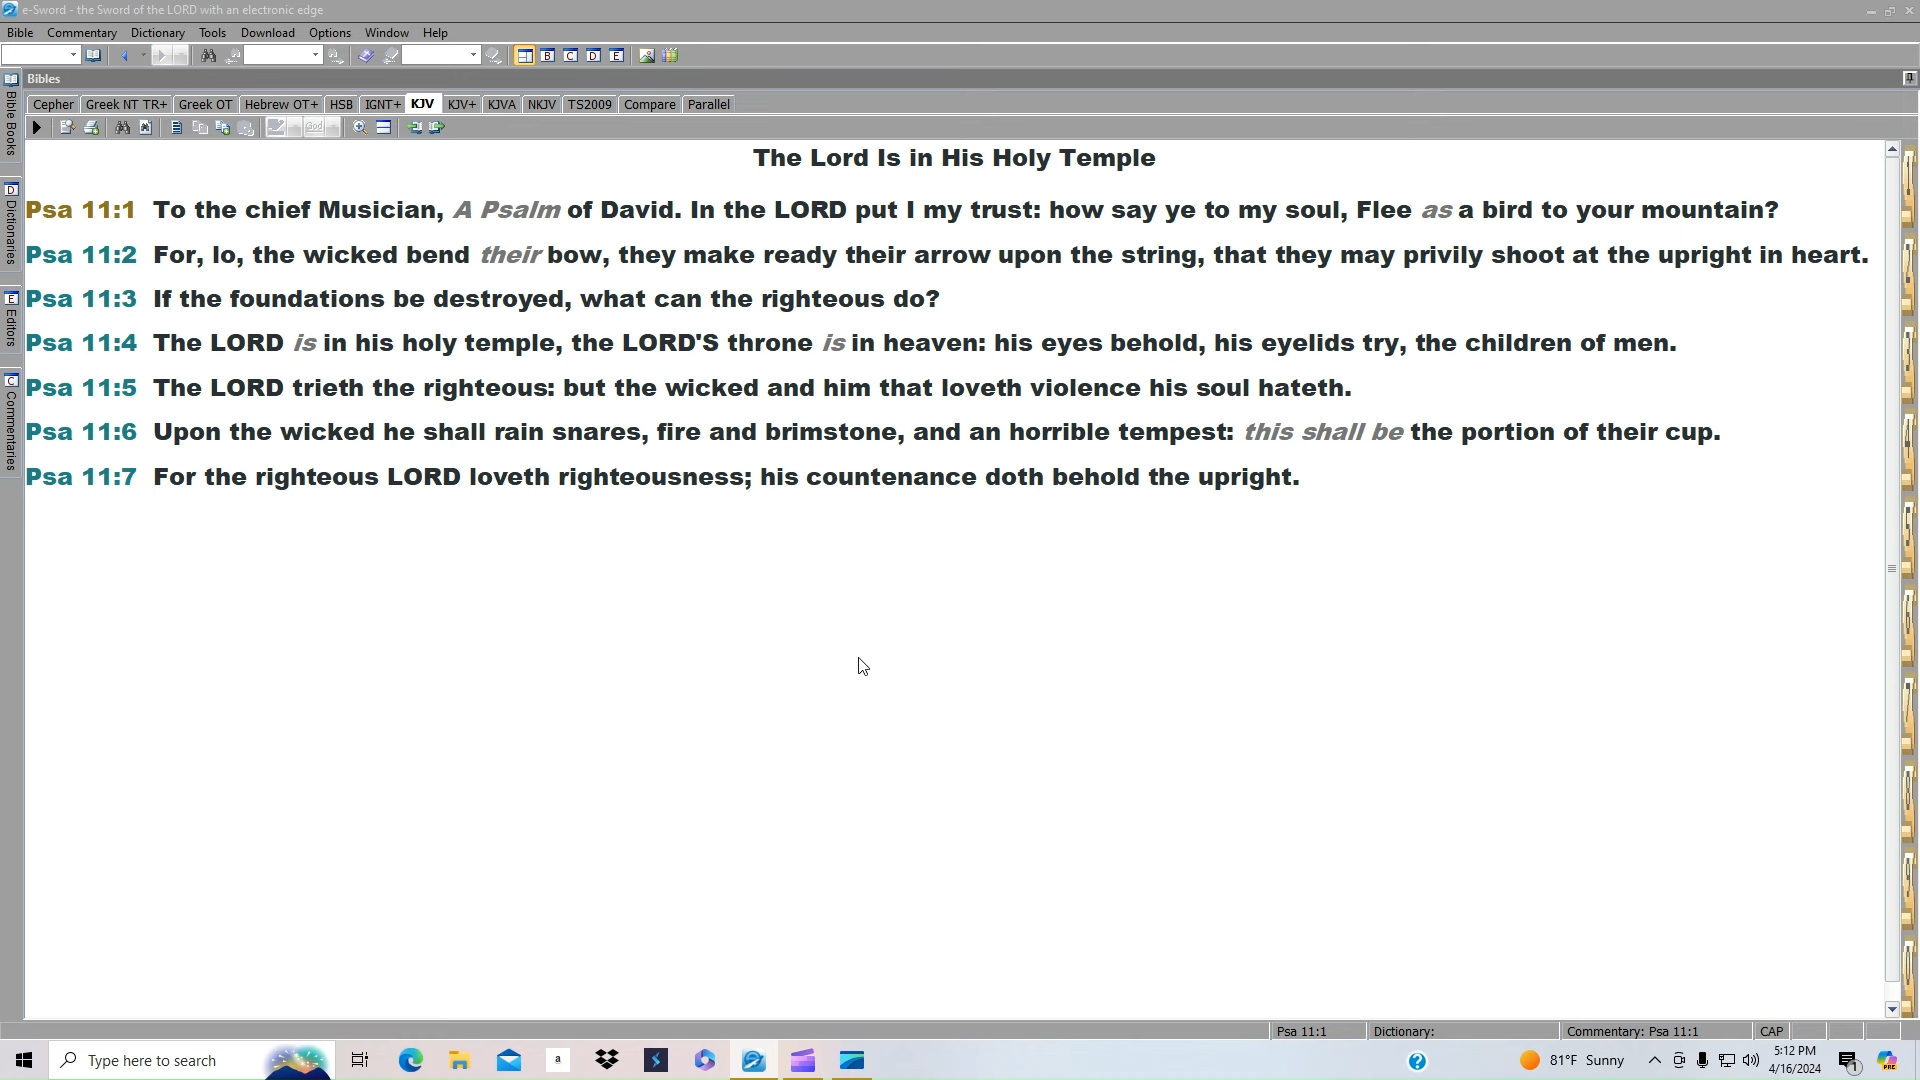 e-Sword - the Sword of the LORD with an electronic edge
Bible Commentary Dictionary Tools Download Options Window Help
B C D E
Bibles
Bible Books
D Dictionaries
E Editors
C Commentaries
Cepher Greek NT TR+ Greek OT Hebrew OT+ HSB IGNT+ KJV KJV+ KJVA NKJV TS2009 Compare Parallel
God
The Lord Is in His Holy Temple
Psa 11:1 To the chief Musician, A Psalm of David. In the LORD put I my trust: how say ye to my soul, Flee as a bird to your mountain?
Psa 11:2 For, lo, the wicked bend their bow, they make ready their arrow upon the string, that they may privily shoot at the upright in heart.
Psa 11:3 If the foundations be destroyed, what can the righteous do?
Psa 11:4 The LORD is in his holy temple, the LORD'S throne is in heaven: his eyes behold, his eyelids try, the children of men.
Psa 11:5 The LORD trieth the righteous: but the wicked and him that loveth violence his soul hateth.
Psa 11:6 Upon the wicked he shall rain snares, fire and brimstone, and an horrible tempest: this shall be the portion of their cup.
Psa 11:7 For the righteous LORD loveth righteousness; his countenance doth behold the upright.
Psa 11:1 Dictionary: Commentary: Psa 11:1 CAP
Type here to search
a
81°F Sunny
5:12 PM
4/16/2024
1
PRE